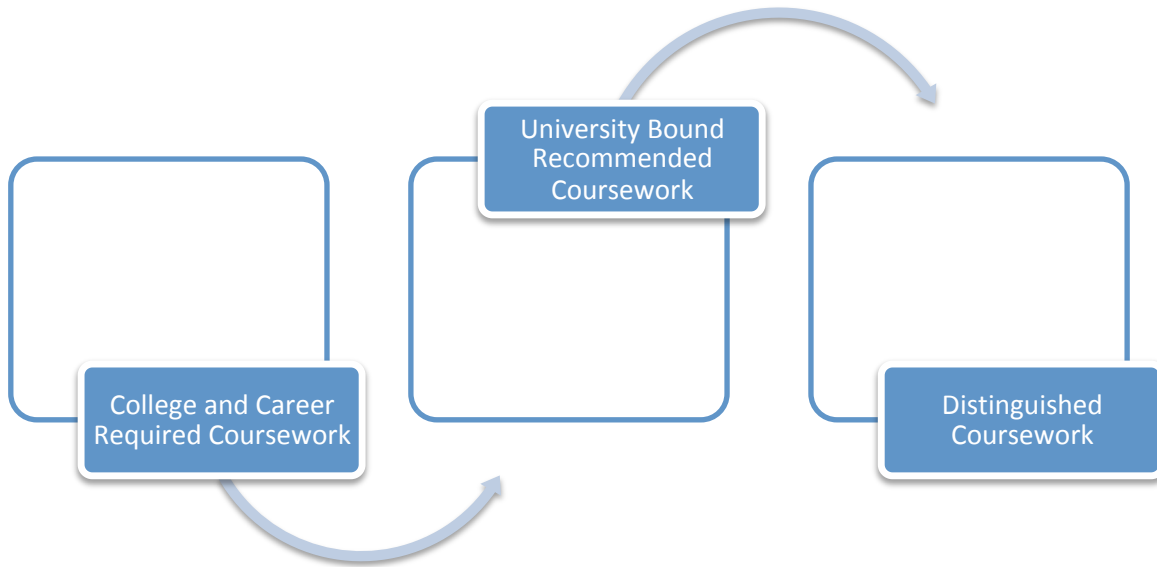 College and Career
Required Coursework
University Bound
Recommended
Coursework
Distinguished
Coursework